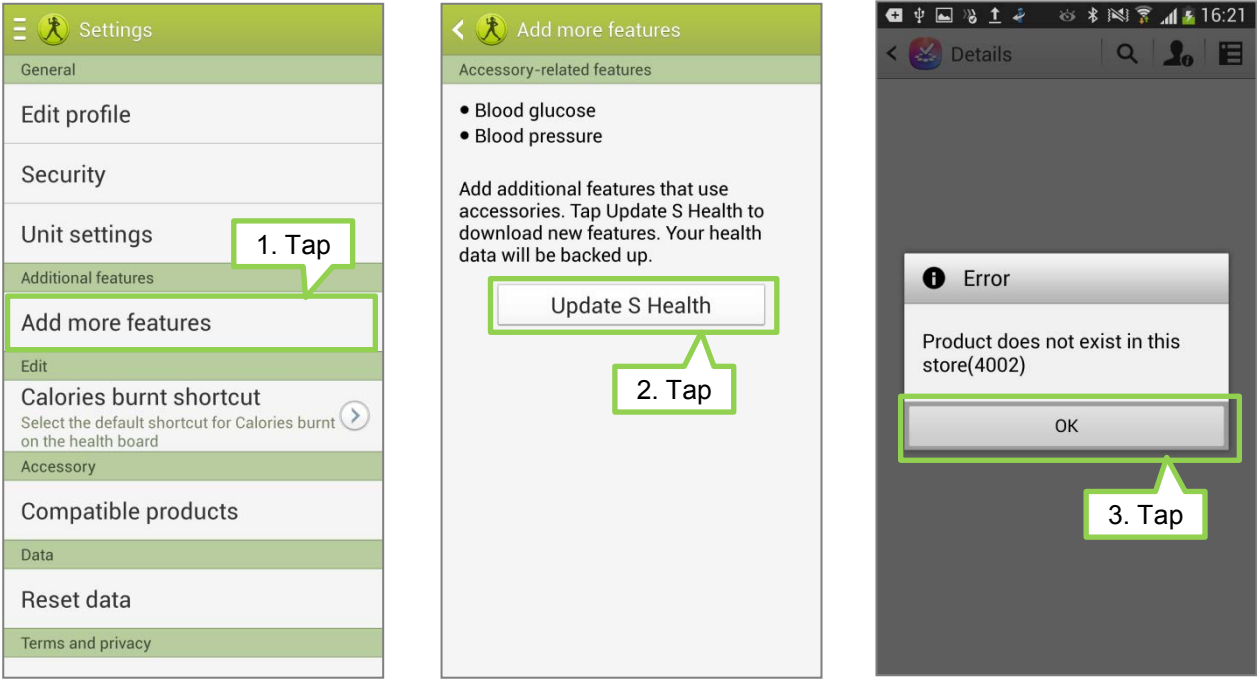 Settings
General
Edit profile
Security
Unit settings
1. Tap
Additional features
Add more features
Edit
Calories burnt shortcut
Select the default shortcut for Calories burnt
on the health board
Accessory
Compatible products
Data
Reset data
Terms and privacy
Add more features
Accessory-related features
• Blood glucose
• Blood pressure
Add additional features that use
accessories. Tap Update S Health to
download new features. Your health
data will be backed up.
Update S Health
2. Tap
16:21
Details
Error
Product does not exist in this
store(4002)
OK
3. Tap